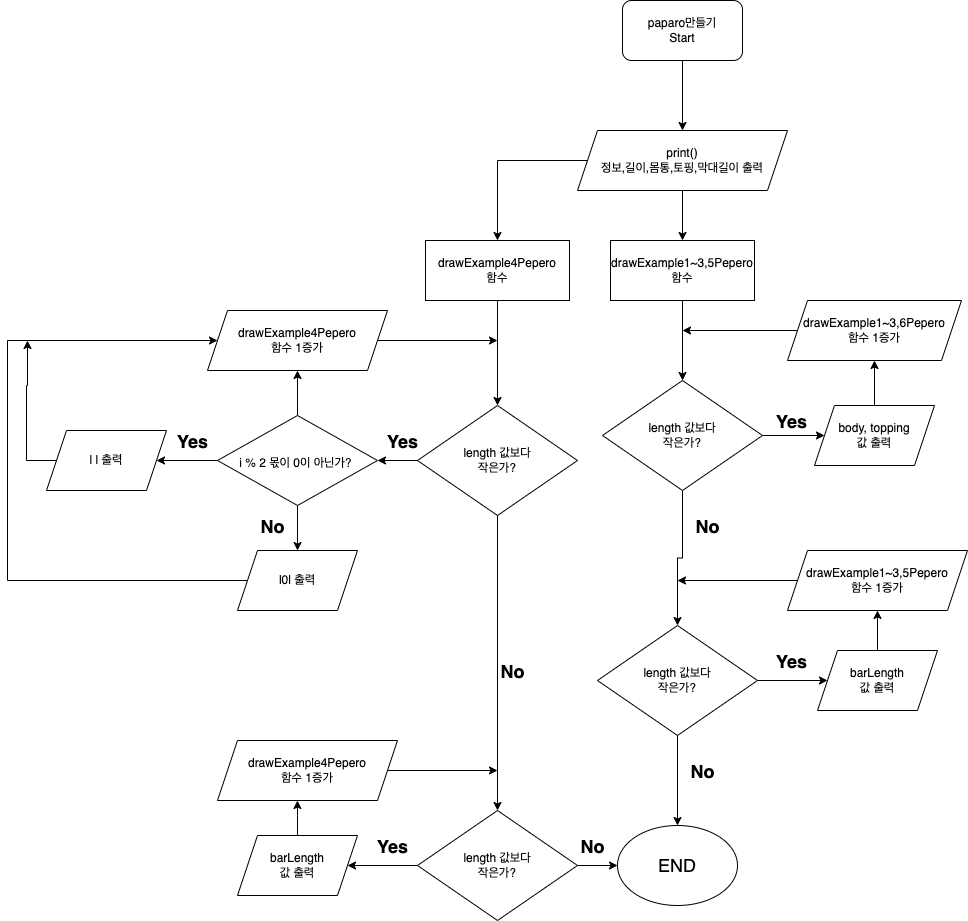 paparo만들기
Start
print()
정보,길이,몸통,토핑,막대길이 출력
drawExample4Pepero
함수
drawExample1~3,5Pepero
함수
drawExample4Pepero
함수 1증가
drawExample1~3,6Pepero
함수 1증가
length 값보다
작은가?
Yes
body, topping
값 출력
l l 출력
Yes
i % 2 몫이 0이 아닌가?
Yes
length 값보다
작은가?
No
No
l0l 출력
drawExample1~3,5Pepero
함수 1증가
No
length 값보다
작은가?
Yes
barLength
값 출력
drawExample4Pepero
함수 1증가
No
barLength
값 출력
Yes
length 값보다
작은가?
No
END